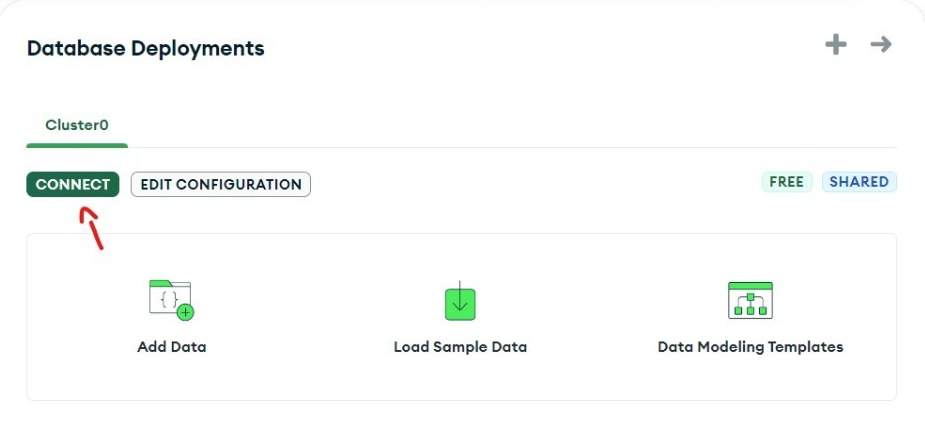 Database Deployments
Cluster0
CONNECT EDIT CONFIGURATION FREE SHARED
{ }
Add Data Load Sample Data Data Modeling Templates